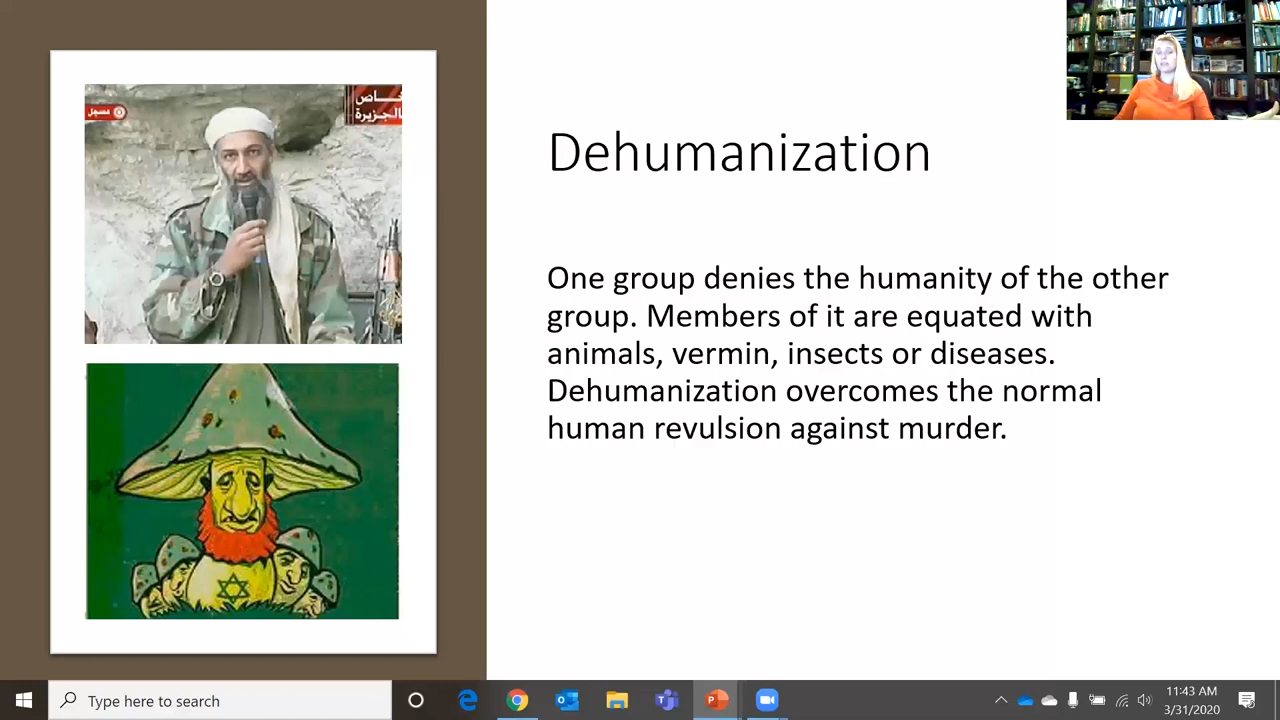 خاص
الجزيرة
مسجل
Dehumanization
One group denies the humanity of the other
group. Members of it are equated with
animals, vermin, insects or diseases.
Dehumanization overcomes the normal
human revulsion against murder.
Type here to search
11:43 AM
3/31/2020